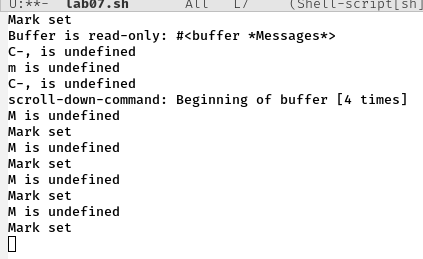 U:**-  lab07.sh       All   L7     (Shell-script[sh]
Mark set
Buffer is read-only: #<buffer *Messages*>
C-, is undefined
m is undefined
C-, is undefined
scroll-down-command: Beginning of buffer [4 times]
M is undefined
Mark set
M is undefined
Mark set
M is undefined
Mark set
M is undefined
Mark set